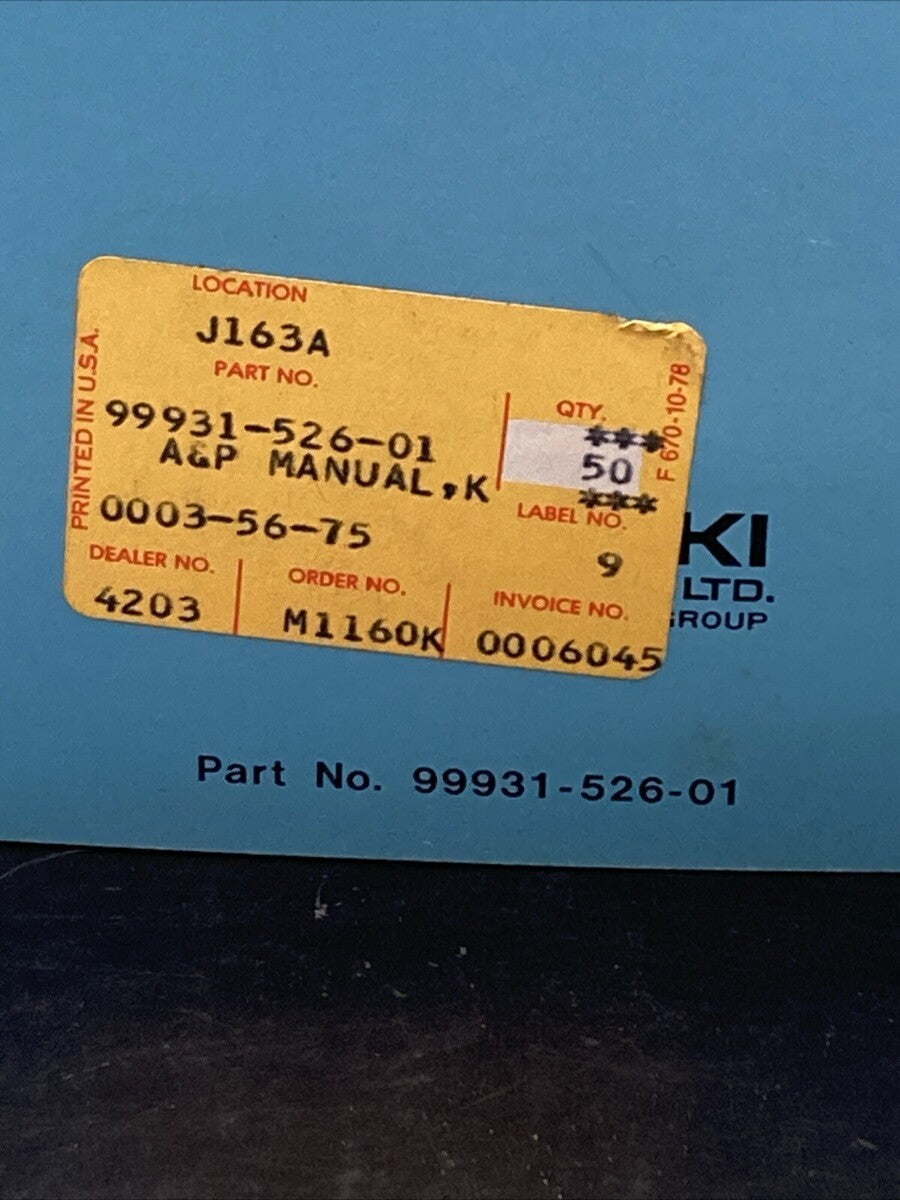 LOCATION
J163A
PART NO.
99931-526-01
A&P MANUAL,K
0003-56-75
QTY.
***
50
***
LABEL NO.
9
DEALER NO.
4203
ORDER NO.
M1160K
INVOICE NO.
0006045
PRINTED IN U.S.A.
F 670-10-78
KI
LTD.
GROUP
Part No. 99931-526-01